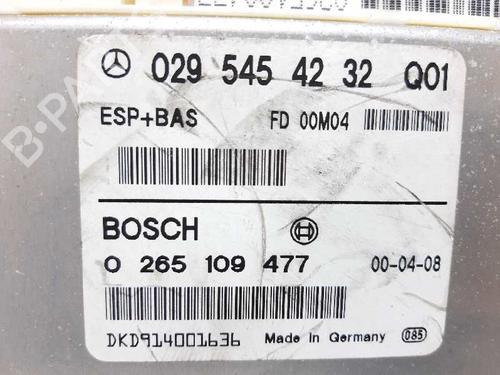 029 545 42 32 Q01
ESP+BAS FD 00M04
BOSCH
0 265 109 477 00-04-08
DKD914001636 Made in Germany 085
B-PARTS